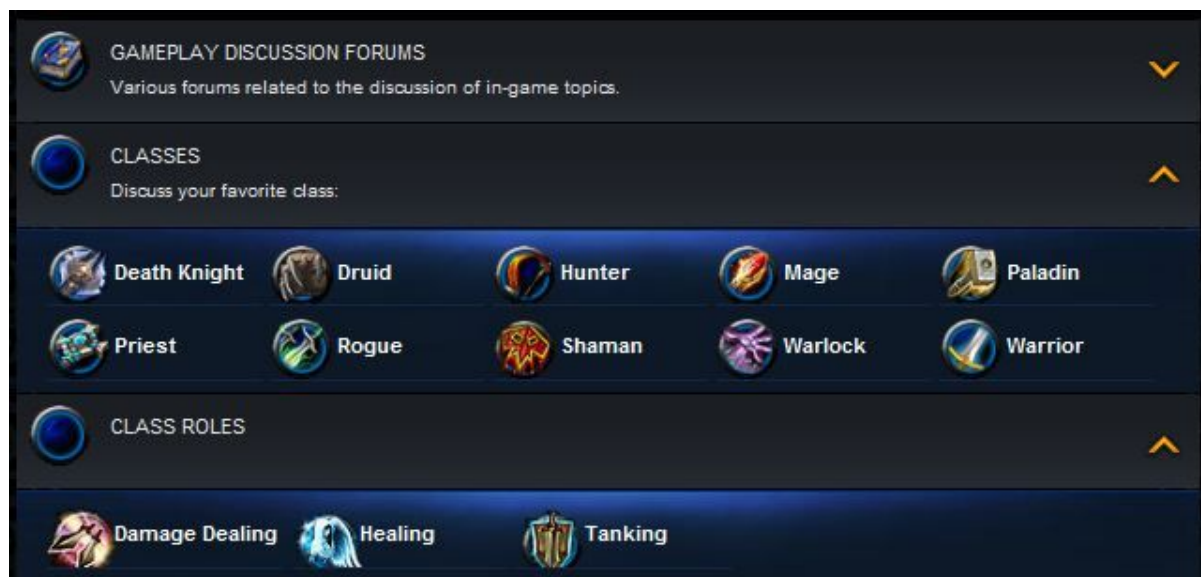 GAMEPLAY DISCUSSION FORUMS
Various forums related to the discussion of in-game topics.
CLASSES
Discuss your favorite class:
Death Knight Druid Hunter Mage Paladin
Priest Rogue Shaman Warlock Warrior
CLASS ROLES
Damage Dealing Healing Tanking